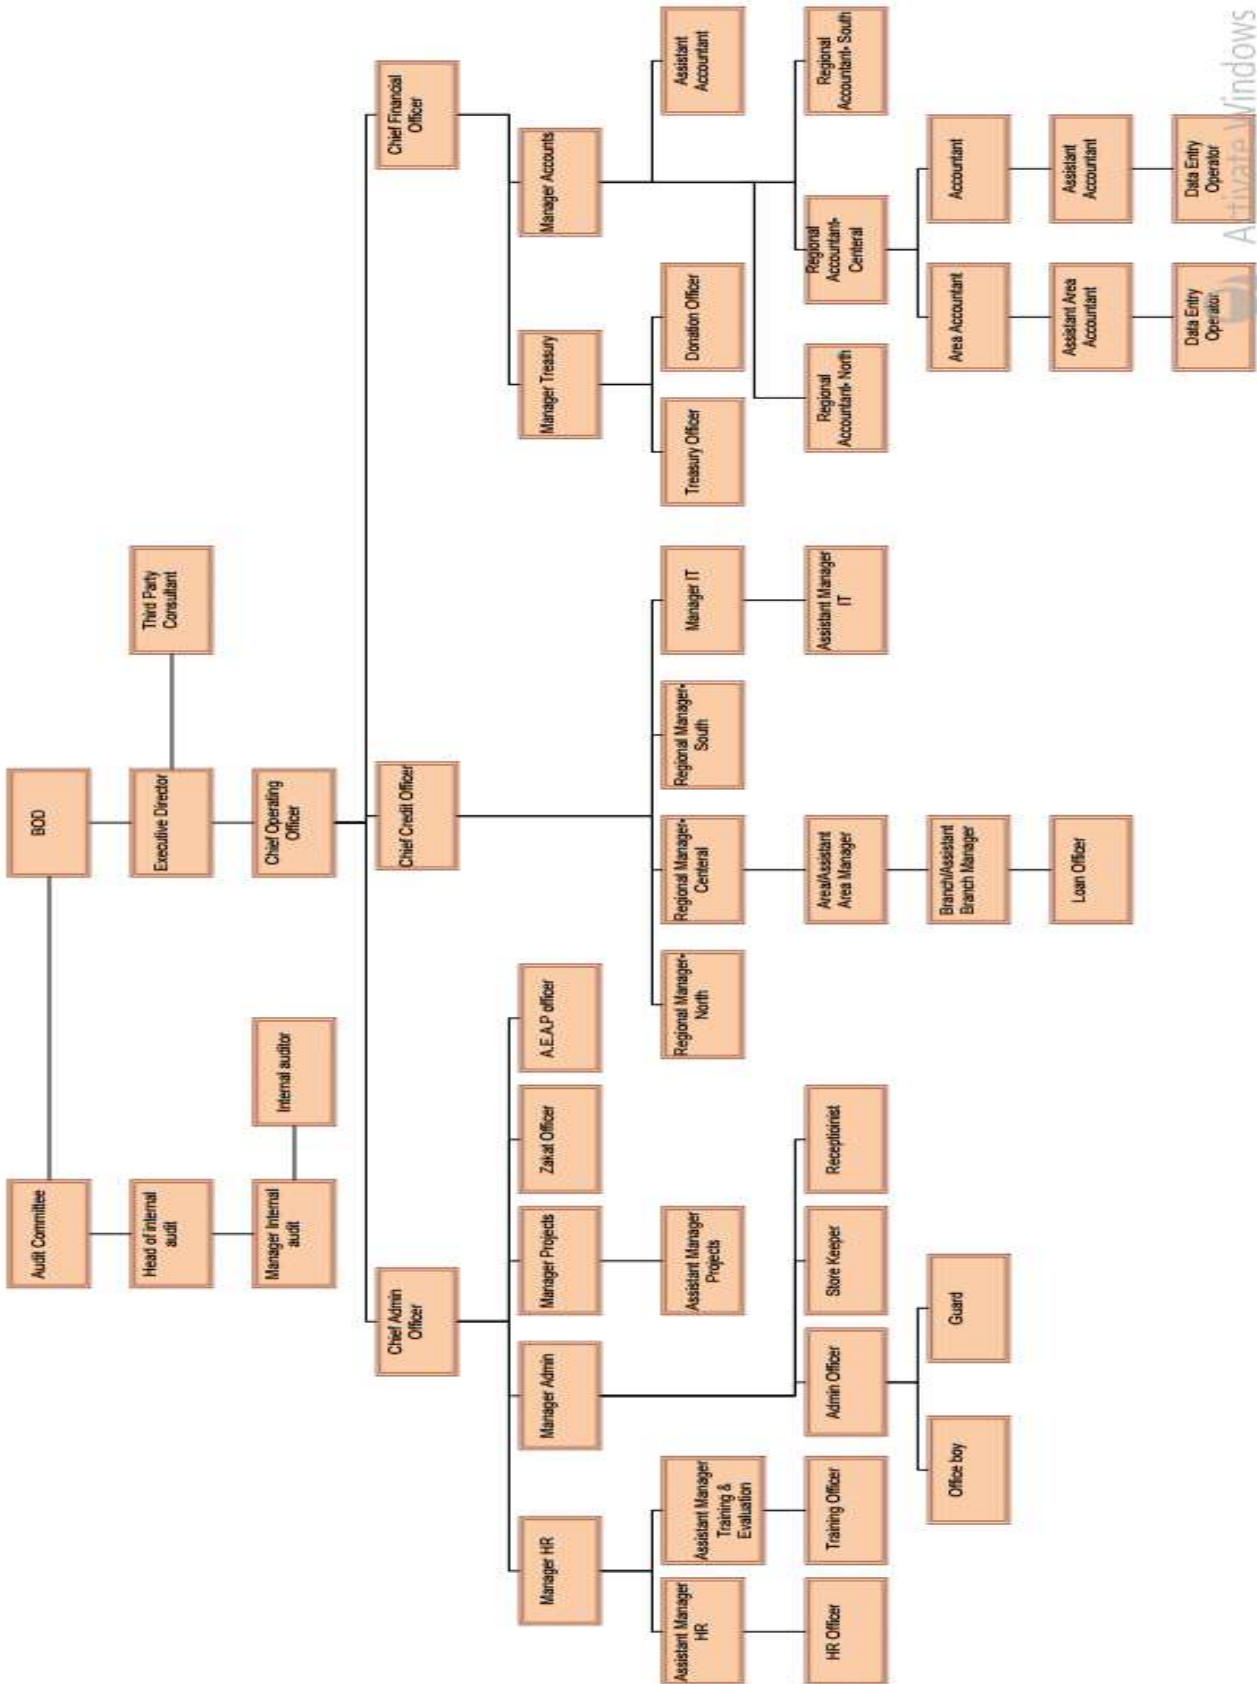 BOD
Audit Committee
Third Party
Consultant
Executive Director
Head of internal
audit
Internal auditor
Manager Internal
audit
Chief Operating
Officer
Chief Admin
Officer
Chief Credit Officer
Chief Financial
Officer
Manager HR
Manager Admin
Manager Projects
Zakat Officer
A.E.A.P officer
Manager Treasury
Manager Accounts
Assistant Manager
HR
Assistant Manager
Training &
Evaluation
Assistant Manager
Projects
Regional Manager-
North
Regional Manager-
Centeral
Regional Manager-
South
Manager IT
Treasury Officer
Donation Officer
Assistant
Accountant
HR Officer
Training Officer
Admin Officer
Store Keeper
Receptioinist
Area/Assistant
Area Manager
Assistant Manager
IT
Regional
Accountant- North
Regional
Accountant-
Centeral
Regional
Accountant- South
Office boy
Guard
Branch/Assistant
Branch Manager
Area Accountant
Accountant
Loan Officer
Assistant Area
Accountant
Assistant
Accountant
Data Entry
Operator
Data Entry
Operator
Activate Windows